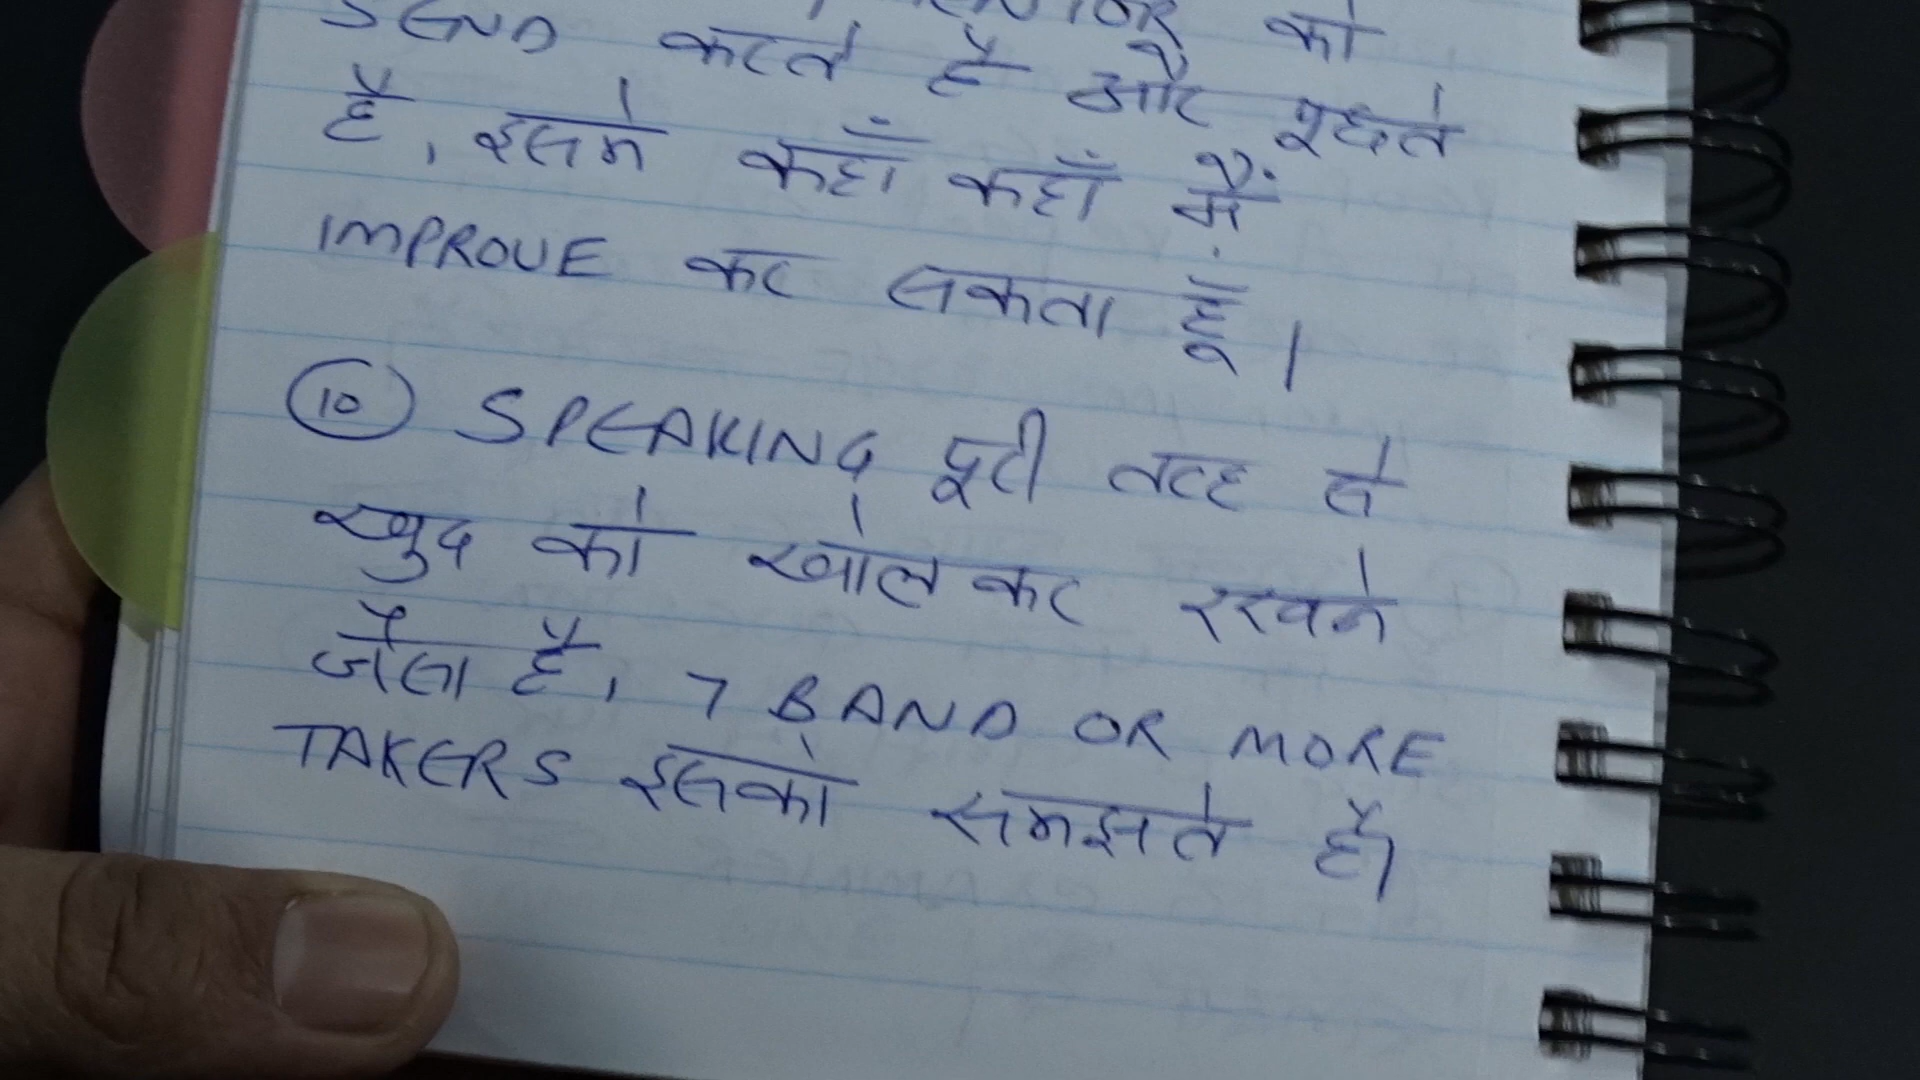 SEND करते है और पूछते
है, इसमे कहाँ कहाँ मैं
IMPROVE कर सकता हूँ।
10 SPEAKING पूरी तरह से
खुद को खोल कर रखने
जैसा है, 7 BAND OR MORE
TAKERS इसको समझते है।